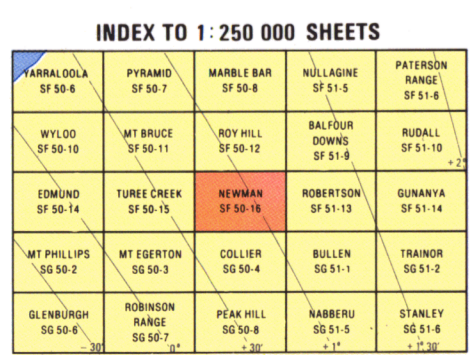 INDEX TO 1:250 000 SHEETS
YARRALOOLA
SF 50-6
PYRAMID
SF 50-7
MARBLE BAR
SF 50-8
NULLAGINE
SF 51-5
PATERSON
RANGE
SF 51-6
WYLOO
SF 50-10
MT BRUCE
SF 50-11
ROY HILL
SF 50-12
BALFOUR
DOWNS
SF 51-9
RUDALL
SF 51-10
+2°
EDMUND
SF 50-14
TUREE CREEK
SF 50-15
NEWMAN
SF 50-16
ROBERTSON
SF 51-13
GUNANYA
SF 51-14
MT PHILLIPS
SG 50-2
MT EGERTON
SG 50-3
COLLIER
SG 50-4
BULLEN
SG 51-1
TRAINOR
SG 51-2
GLENBURGH
SG 50-6
ROBINSON
RANGE
SG 50-7
PEAK HILL
SG 50-8
NABBERU
SG 51-5
STANLEY
SG 51-6
-30' 0° +30' +1° +1° 30'